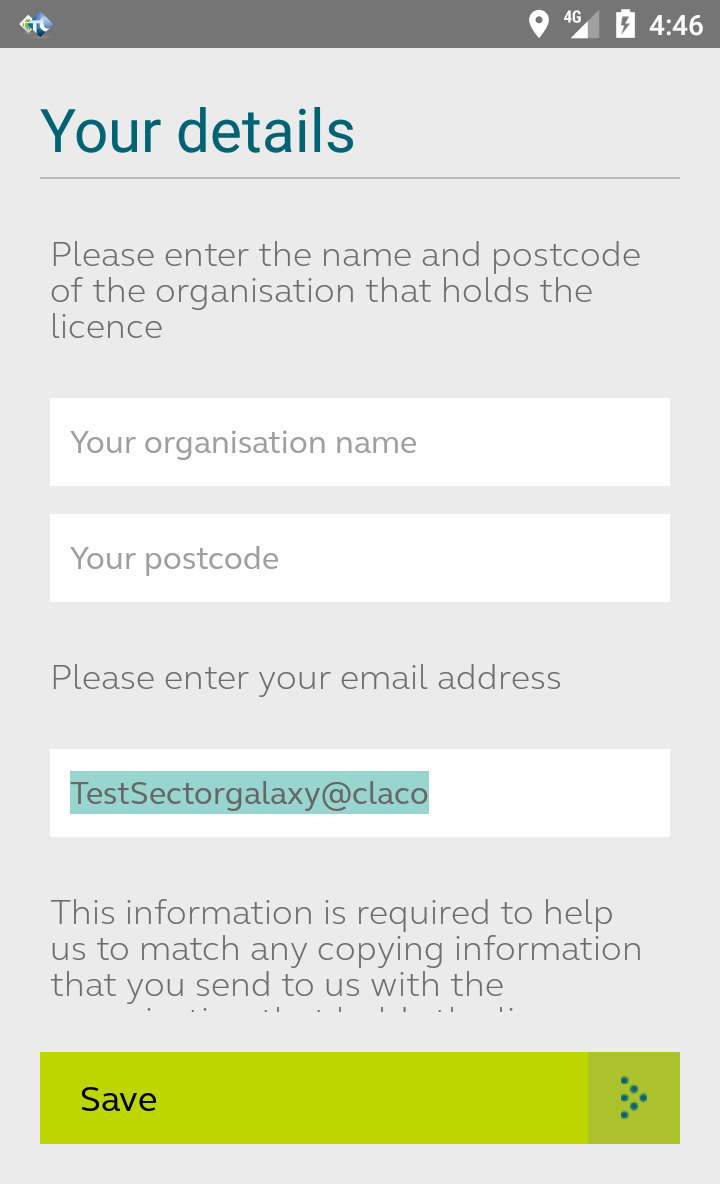 4G 4:46
Your details
Please enter the name and postcode
of the organisation that holds the
licence
Your organisation name
Your postcode
Please enter your email address
TestSectorgalaxy@claco
This information is required to help
us to match any copying information
that you send to us with the
Save